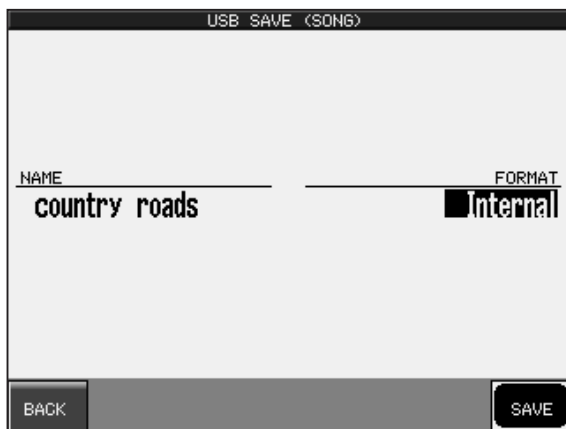 USB SAVE (SONG)
NAME
FORMAT
country roads
Internal
BACK
SAVE